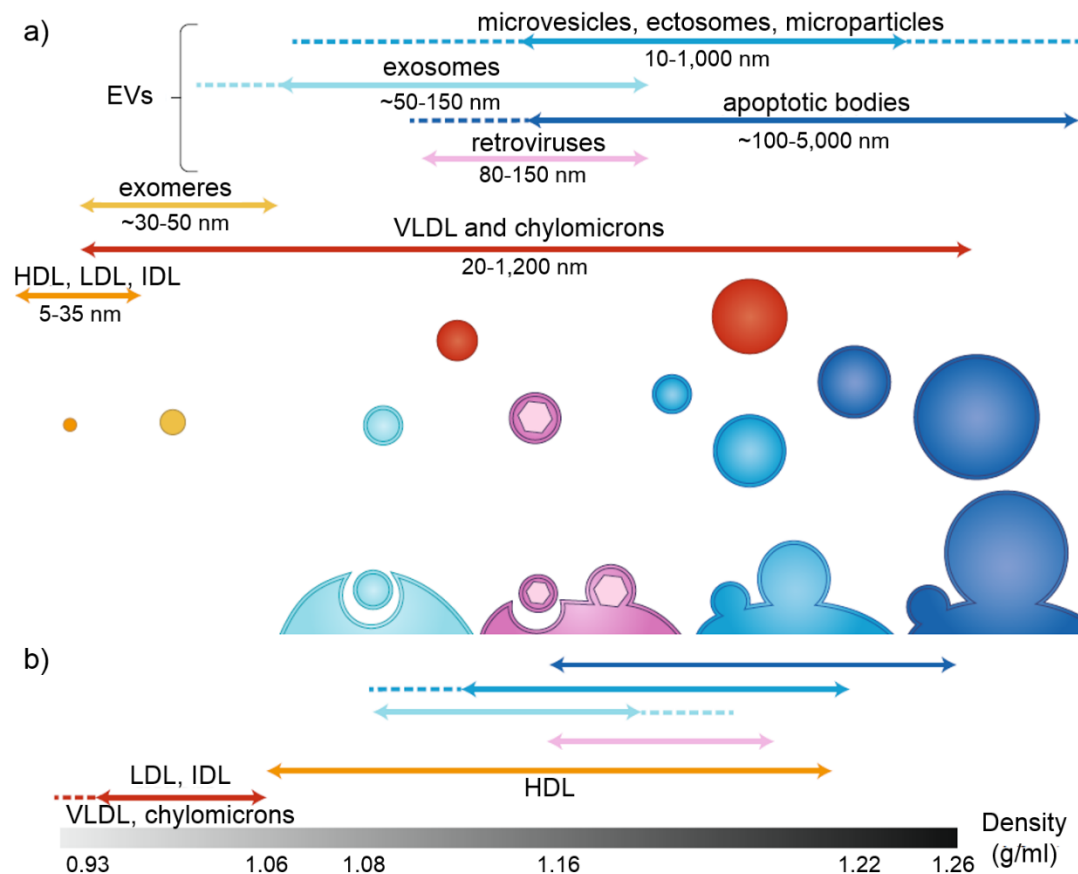 a)
microvesicles, ectosomes, microparticles
10-1,000 nm
exosomes
~50-150 nm
EVs
apoptotic bodies
~100-5,000 nm
retroviruses
80-150 nm
exomeres
~30-50 nm
VLDL and chylomicrons
20-1,200 nm
HDL, LDL, IDL
5-35 nm
b)
LDL, IDL
HDL
VLDL, chylomicrons
Density
(g/ml)
0.93 1.06 1.08 1.16 1.22 1.26